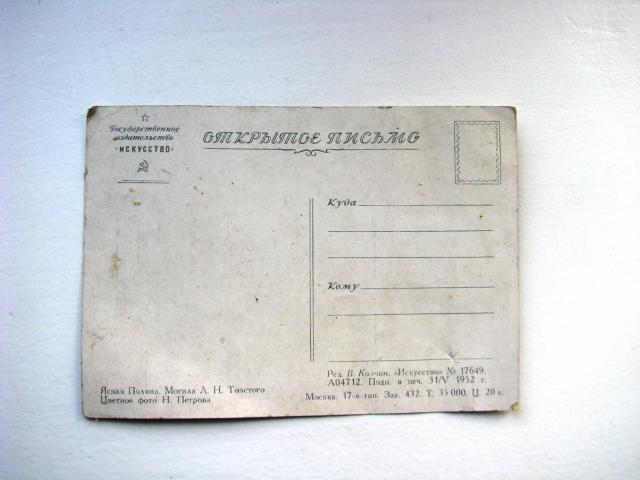 Государственное
издательство
«ИСКУССТВО»
ОТКРЫТОЕ ПИСЬМО
Куда
Кому
Ясная Поляна. Могила Л. Н. Толстого
Цветное фото Н. Петрова
Ред. В. Колчин. «Искусство» № 17649.
А04712. Подп. в печ. 31/V 1952 г.
Москва. 17-я тип. Зак. 432. Т. 35 000. Ц. 20 к.